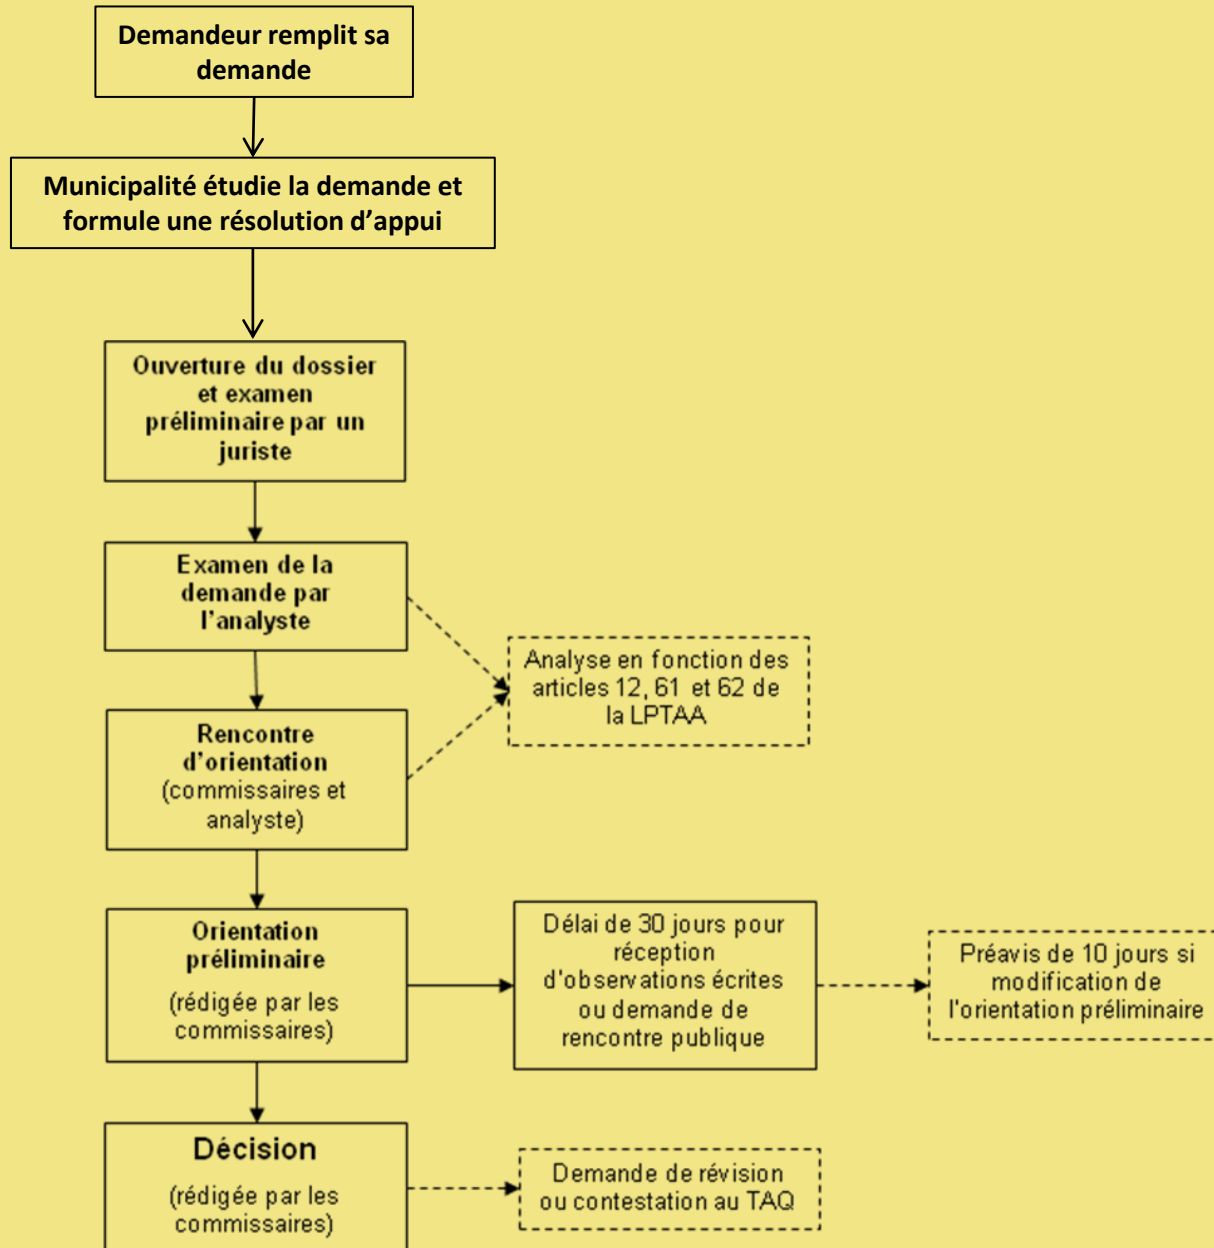 Demandeur remplit sa
demande
Municipalité étudie la demande et
formule une résolution d’appui
Ouverture du dossier
et examen
préliminaire par un
juriste
Examen de la
demande par
l'analyste
Analyse en fonction des
articles 12, 61 et 62 de
la LPTAA
Rencontre
d'orientation
(commissaires et
analyste)
Orientation
préliminaire
(rédigée par les
commissaires)
Délai de 30 jours pour
réception
d'observations écrites
ou demande de
rencontre publique
Préavis de 10 jours si
modification de
l'orientation préliminaire
Décision
(rédigée par les
commissaires)
Demande de révision
ou contestation au TAQ